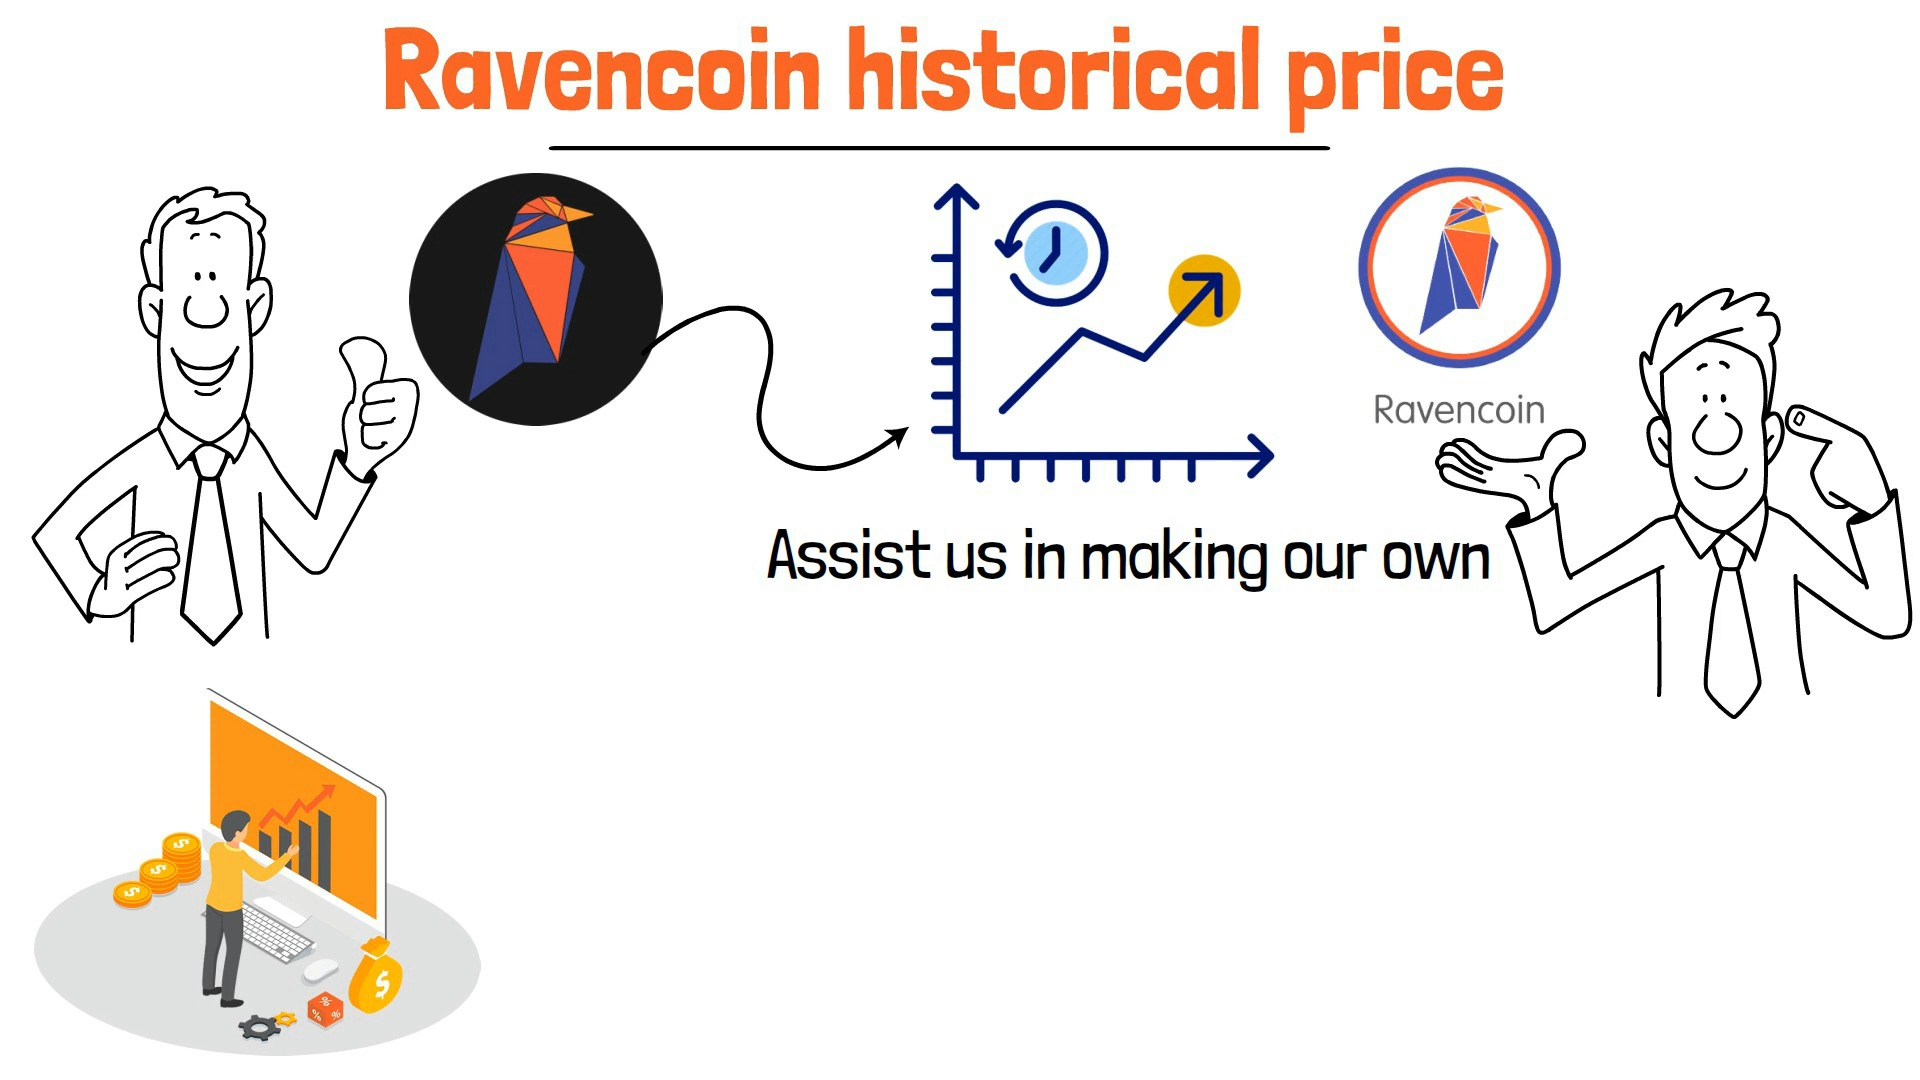 Ravencoin historical price
Ravencoin
Assist us in making our own
$
$
$
$
%
% %